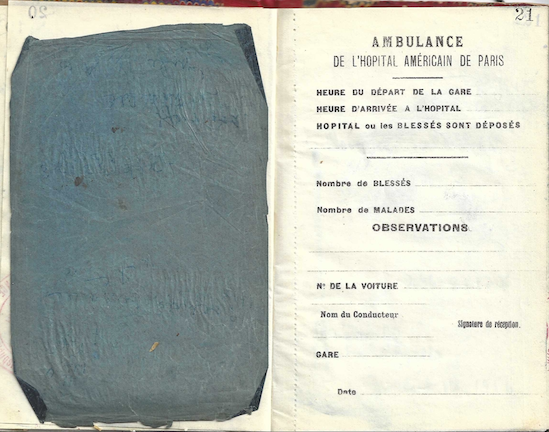 20
21
AMBULANCE
DE L'HOPITAL AMÉRICAIN DE PARIS
HEURE DU DÉPART DE LA GARE
HEURE D'ARRIVÉE A L'HOPITAL
HOPITAL ou les BLESSÉS SONT DÉPOSÉS
Nombre de BLESSÉS
Nombre de MALADES
OBSERVATIONS
N° DE LA VOITURE
Nom du Conducteur
Signature de réception.
GARE
Date